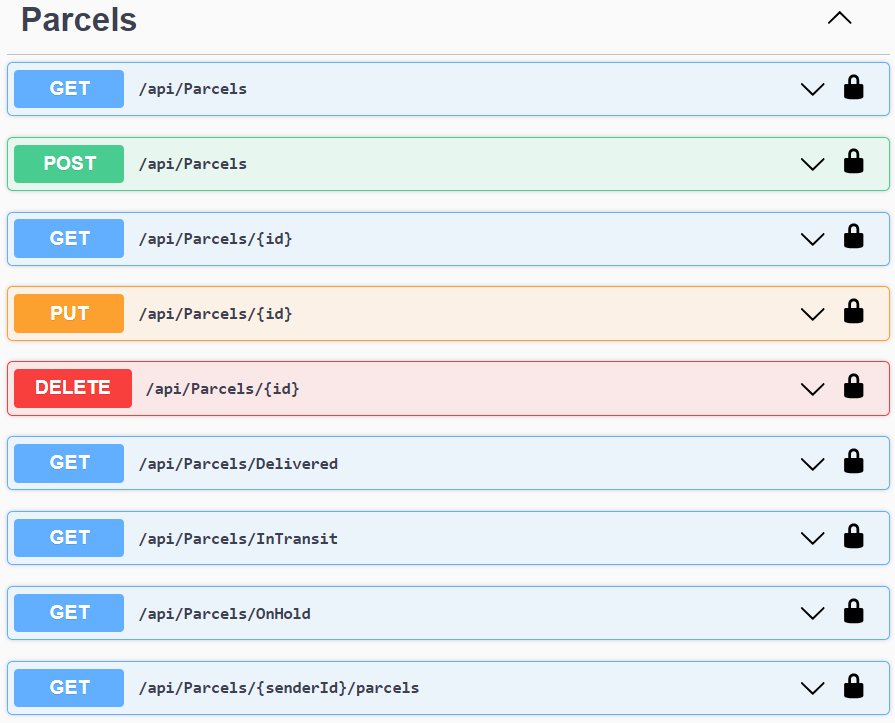 Parcels
GET /api/Parcels
POST /api/Parcels
GET /api/Parcels/{id}
PUT /api/Parcels/{id}
DELETE /api/Parcels/{id}
GET /api/Parcels/Delivered
GET /api/Parcels/InTransit
GET /api/Parcels/OnHold
GET /api/Parcels/{senderId}/parcels